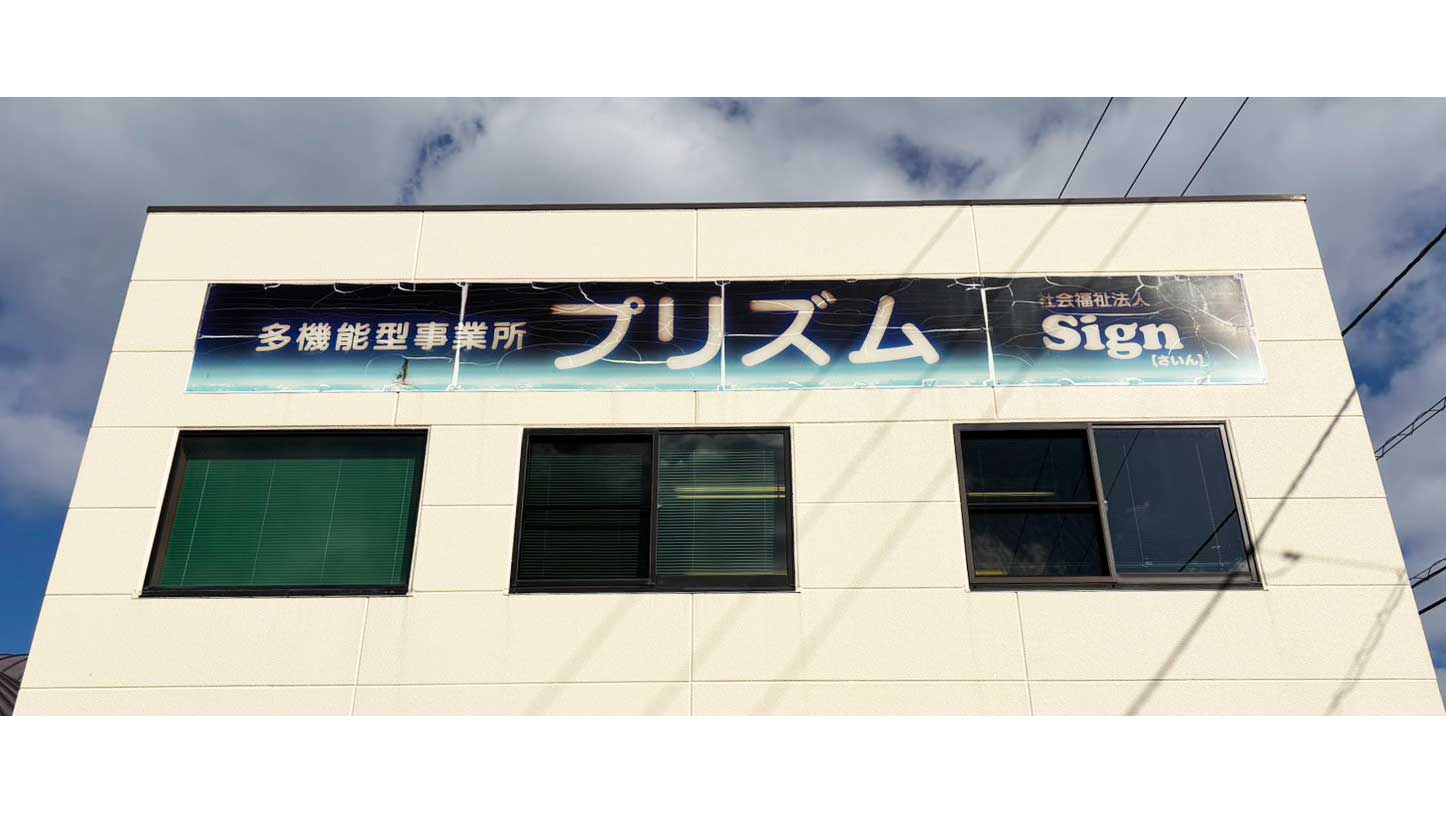 多機能型事業所 プリズム
社会福祉法人
Sign
[さいん]